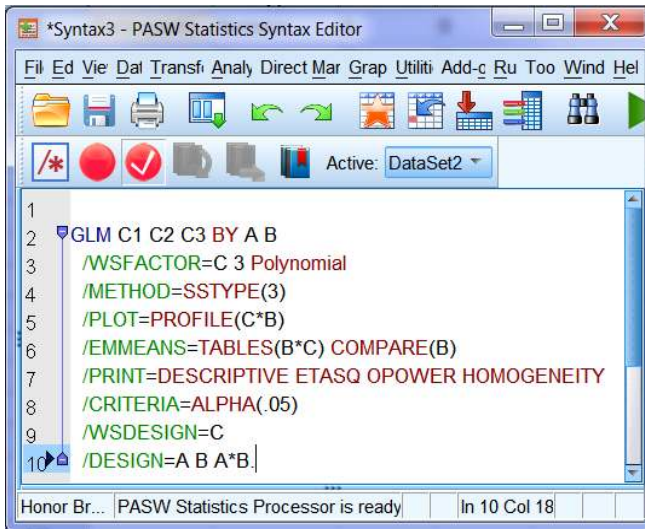 *Syntax3 - PASW Statistics Syntax Editor
Fil Ed Vie Dat Transf Analy Direct Mar Grap Utiliti Add-o Ru Too Wind Hel
/* Active: DataSet2
1
2 GLM C1 C2 C3 BY A B
3 /WSFACTOR=C 3 Polynomial
4 /METHOD=SSTYPE(3)
5 /PLOT=PROFILE(C*B)
6 /EMMEANS=TABLES(B*C) COMPARE(B)
7 /PRINT=DESCRIPTIVE ETASQ OPOWER HOMOGENEITY
8 /CRITERIA=ALPHA(.05)
9 /WSDESIGN=C
10 /DESIGN=A B A*B.
Honor Br... PASW Statistics Processor is ready In 10 Col 18